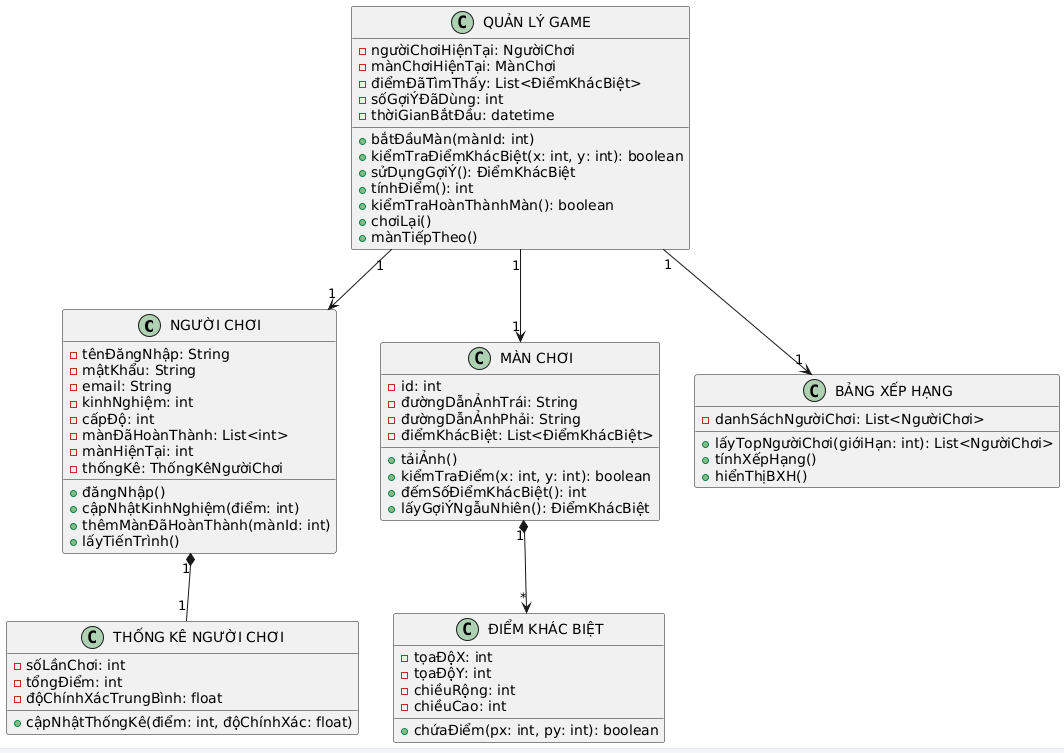 C QUẢN LÝ GAME
ngườiChơiHiệnTại: NgườiChơi
mànChơiHiệnTại: MànChơi
điểmĐãTìmThấy: List<ĐiểmKhácBiệt>
sốGợiÝĐãDùng: int
thờiGianBắtĐầu: datetime
bắtĐầuMàn(mànId: int)
kiểmTraĐiểmKhácBiệt(x: int, y: int): boolean
sửDụngGợiÝ(): ĐiểmKhácBiệt
tínhĐiểm(): int
kiểmTraHoànThànhMàn(): boolean
chơiLại()
mànTiếpTheo()
1
1
1
1
1
1
C NGƯỜI CHƠI
tênĐăngNhập: String
mậtKhẩu: String
email: String
kinhNghiệm: int
cấpĐộ: int
mànĐãHoànThành: List<int>
mànHiệnTại: int
thốngKê: ThốngKêNgườiChơi
đăngNhập()
cậpNhậtKinhNghiệm(điểm: int)
thêmMànĐãHoànThành(mànId: int)
lấyTiếnTrình()
C MÀN CHƠI
id: int
đườngDẫnẢnhTrái: String
đườngDẫnẢnhPhải: String
điểmKhácBiệt: List<ĐiểmKhácBiệt>
tảiẢnh()
kiểmTraĐiểm(x: int, y: int): boolean
đếmSốĐiểmKhácBiệt(): int
lấyGợiÝNgẫuNhiên(): ĐiểmKhácBiệt
C BẢNG XẾP HẠNG
danhSáchNgườiChơi: List<NgườiChơi>
lấyTopNgườiChơi(giớiHạn: int): List<NgườiChơi>
tínhXếpHạng()
hiểnThịBXH()
1
1
1
*
C THỐNG KÊ NGƯỜI CHƠI
sốLầnChơi: int
tổngĐiểm: int
độChínhXácTrungBình: float
cậpNhậtThốngKê(điểm: int, độChínhXác: float)
C ĐIỂM KHÁC BIỆT
tọaĐộX: int
tọaĐộY: int
chiềuRộng: int
chiềuCao: int
chứaĐiểm(px: int, py: int): boolean